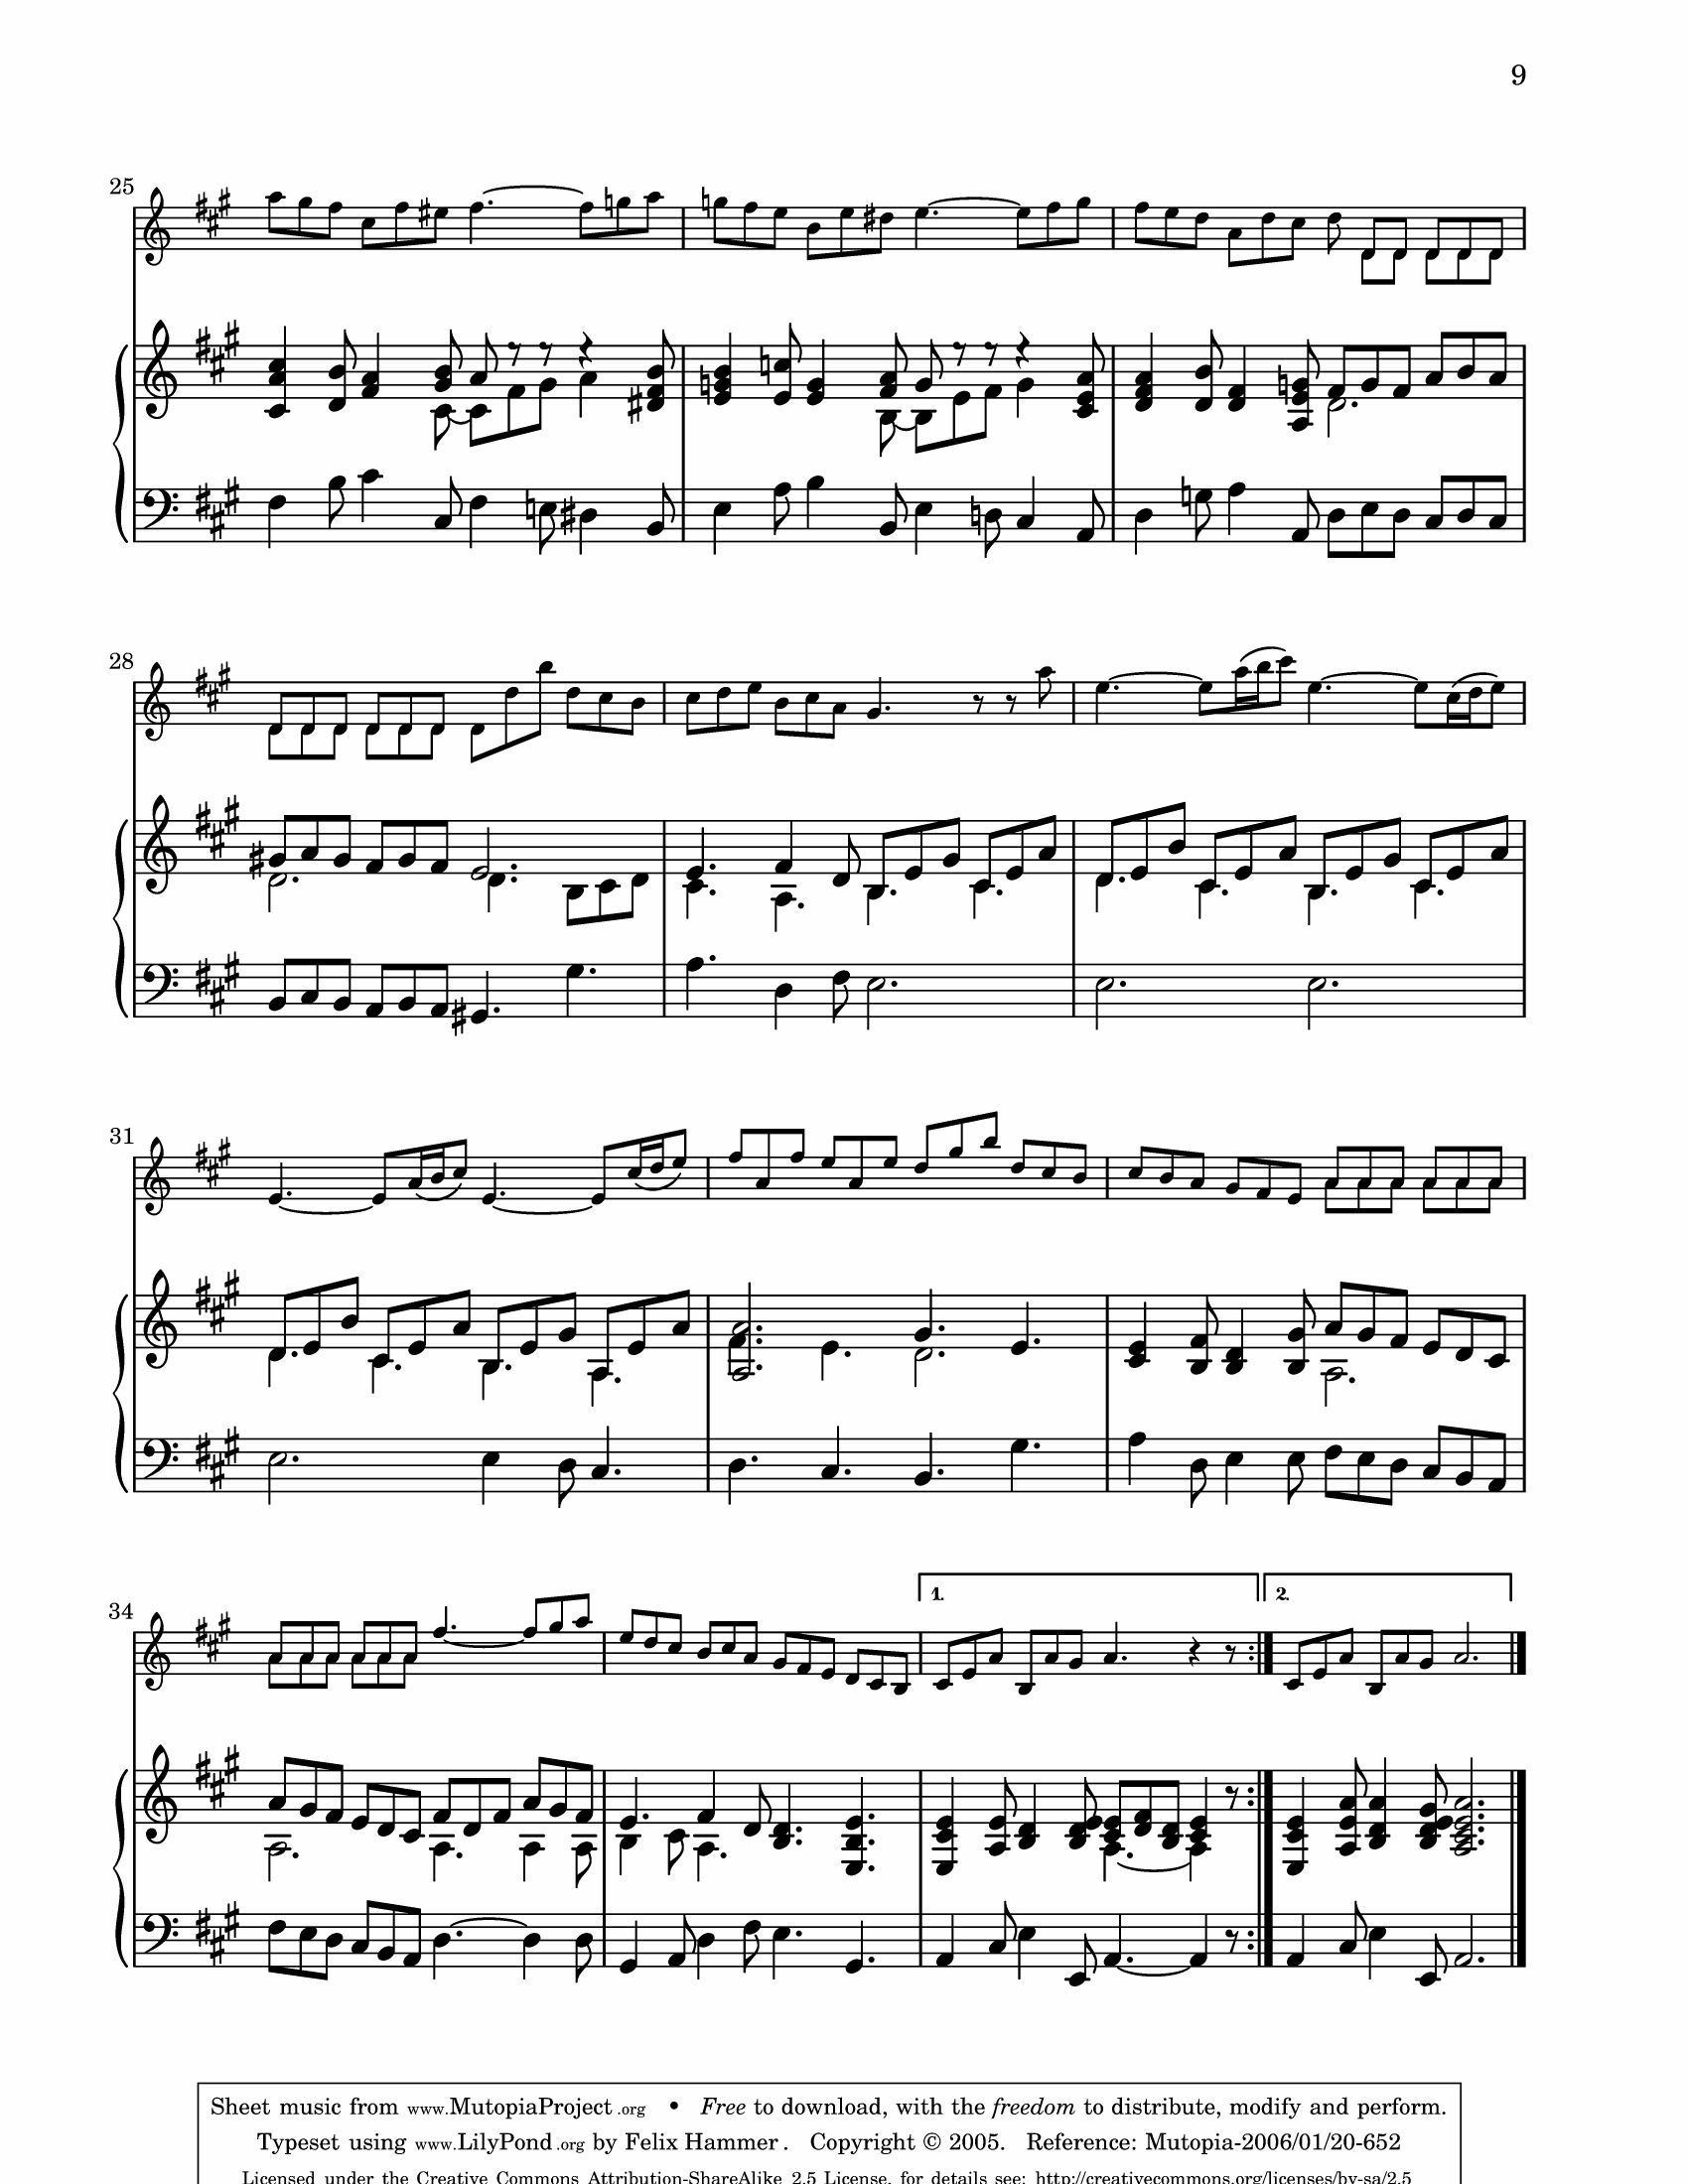 9
25
28
31
34
1.
2.
Sheet music from www.MutopiaProject.org • Free to download, with the freedom to distribute, modify and perform.
Typeset using www.LilyPond.org by Felix Hammer. Copyright © 2005. Reference: Mutopia-2006/01/20-652
Licensed under the Creative Commons Attribution-ShareAlike 2.5 License, for details see: http://creativecommons.org/licenses/by-sa/2.5